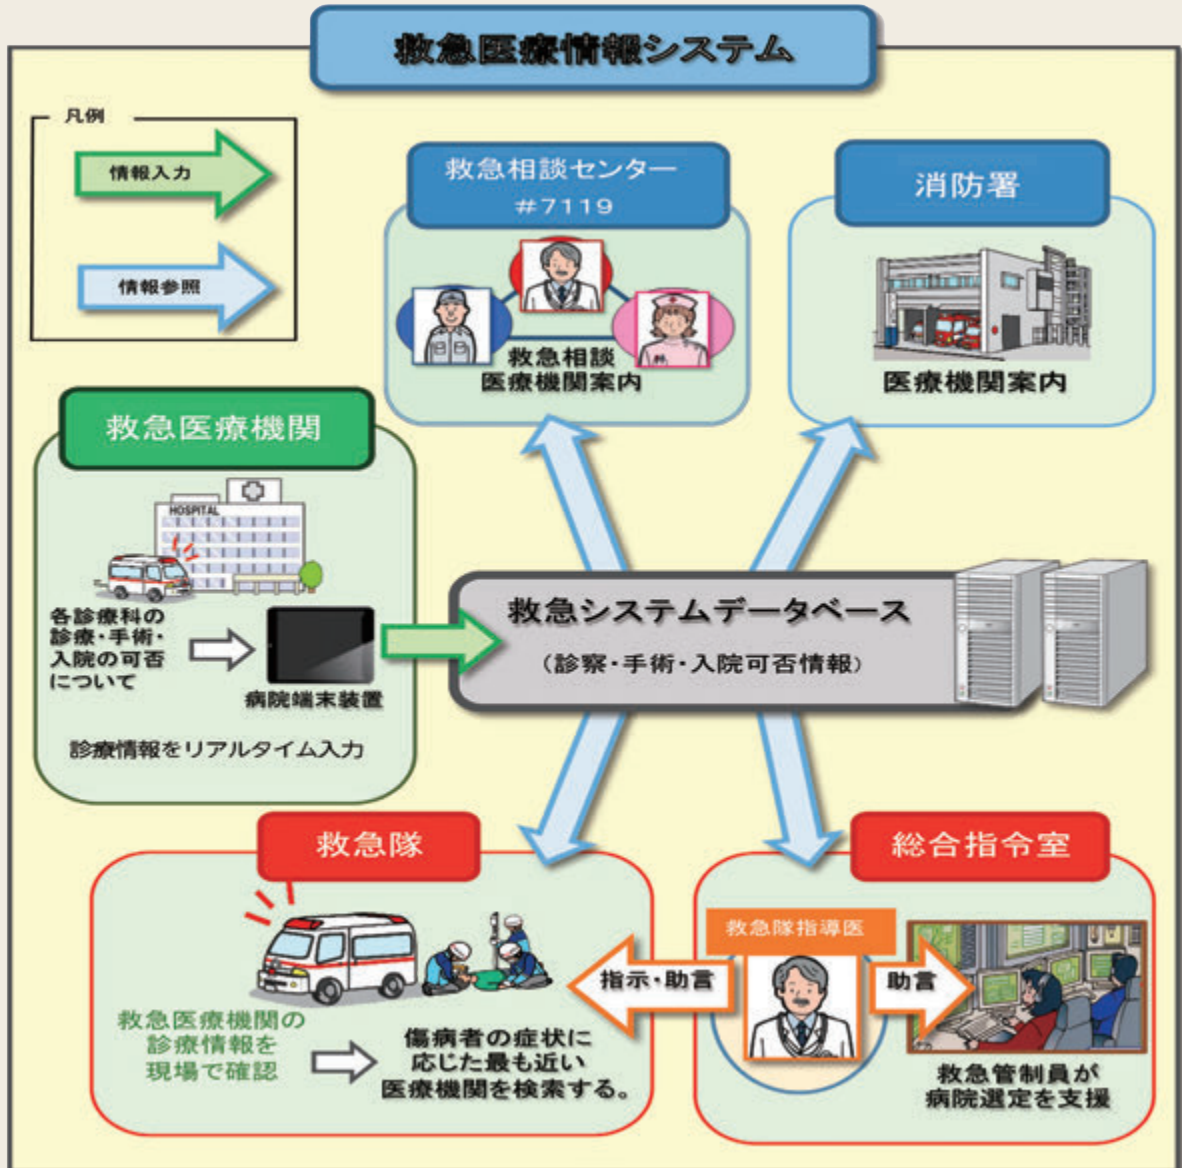 救急医療情報システム
凡例
情報入力
情報参照
救急相談センター
#7119
救急相談
医療機関案内
消防署
医療機関案内
救急医療機関
HOSPITAL
各診療科の
診療・手術・
入院の可否
について
病院端末装置
診療情報をリアルタイム入力
救急システムデータベース
（診察・手術・入院可否情報）
救急隊
救急医療機関の
診療情報を
現場で確認
傷病者の症状に
応じた最も近い
医療機関を検索する。
総合指令室
救急隊指導医
指示・助言
助言
救急管制員が
病院選定を支援